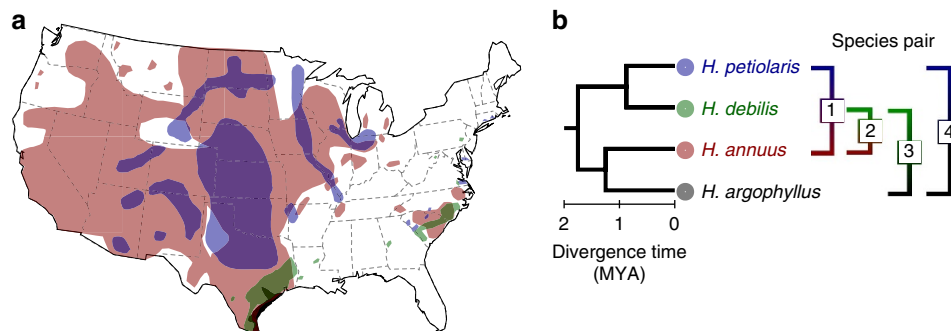 a
b
Species pair
H. petiolaris
H. debilis
H. annuus
H. argophyllus
1
2
3
4
2 1 0
Divergence time
(MYA)